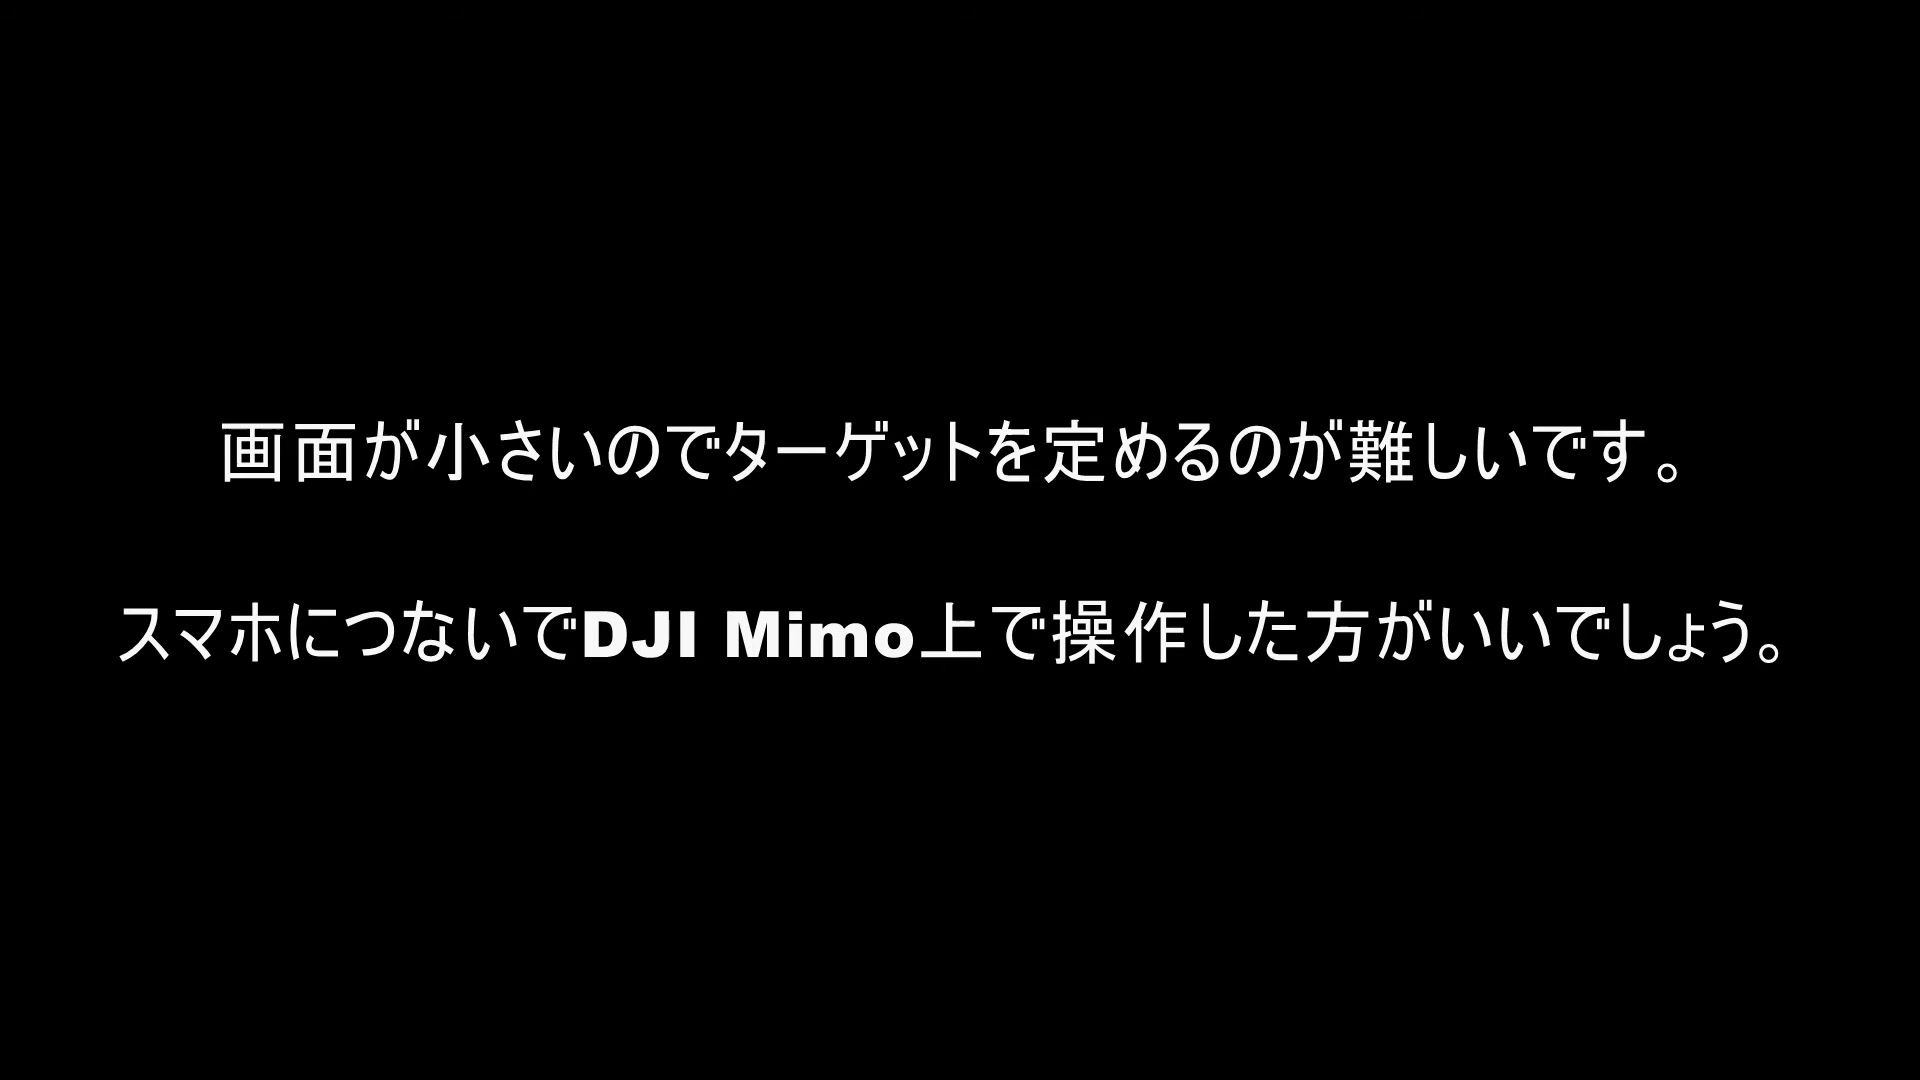 画面が小さいのでターゲットを定めるのが難しいです。
スマホにつないでDJI Mimo上で操作した方がいいでしょう。